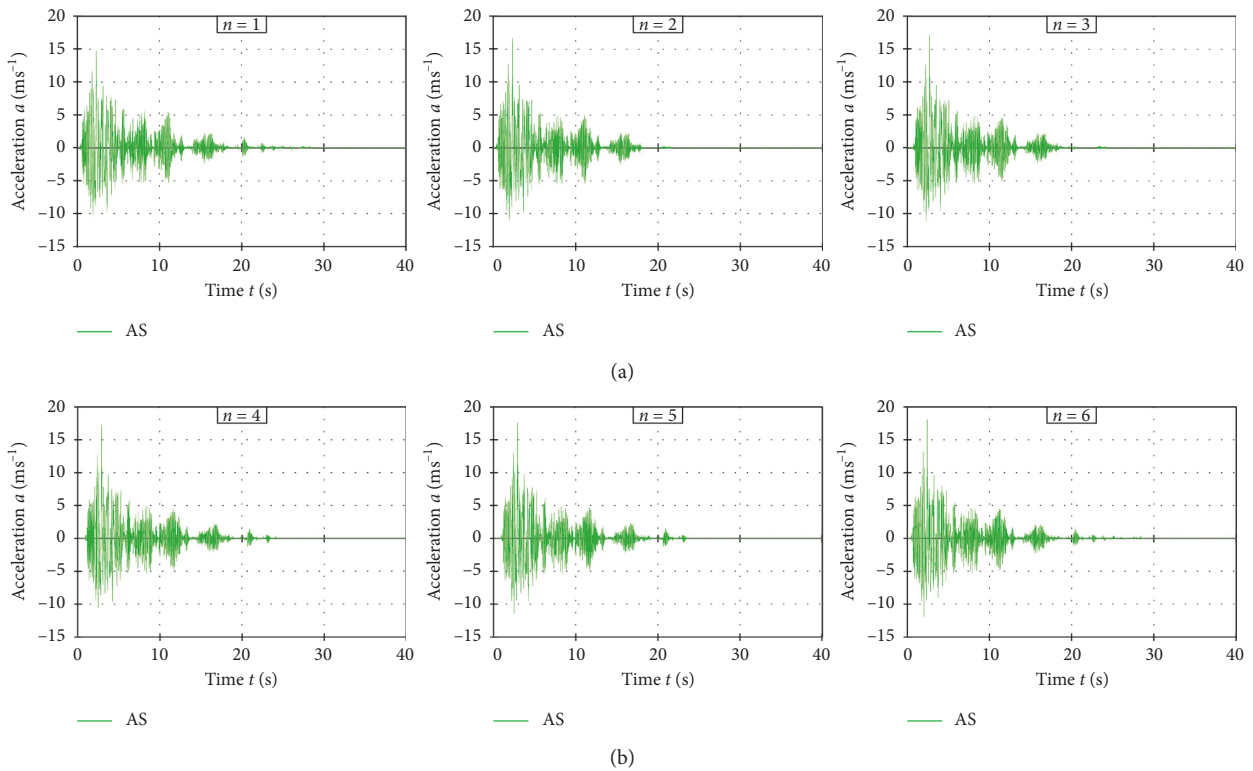 n = 1
20
15
10
5
0
–5
–10
–15
Acceleration a (ms⁻¹)
0 10 20 30 40
Time t (s)
AS
n = 2
20
15
10
5
0
–5
–10
–15
Acceleration a (ms⁻¹)
0 10 20 30 40
Time t (s)
AS
n = 3
20
15
10
5
0
–5
–10
–15
Acceleration a (ms⁻¹)
0 10 20 30 40
Time t (s)
AS
(a)
n = 4
20
15
10
5
0
–5
–10
–15
Acceleration a (ms⁻¹)
0 10 20 30 40
Time t (s)
AS
n = 5
20
15
10
5
0
–5
–10
–15
Acceleration a (ms⁻¹)
0 10 20 30 40
Time t (s)
AS
n = 6
20
15
10
5
0
–5
–10
–15
Acceleration a (ms⁻¹)
0 10 20 30 40
Time t (s)
AS
(b)